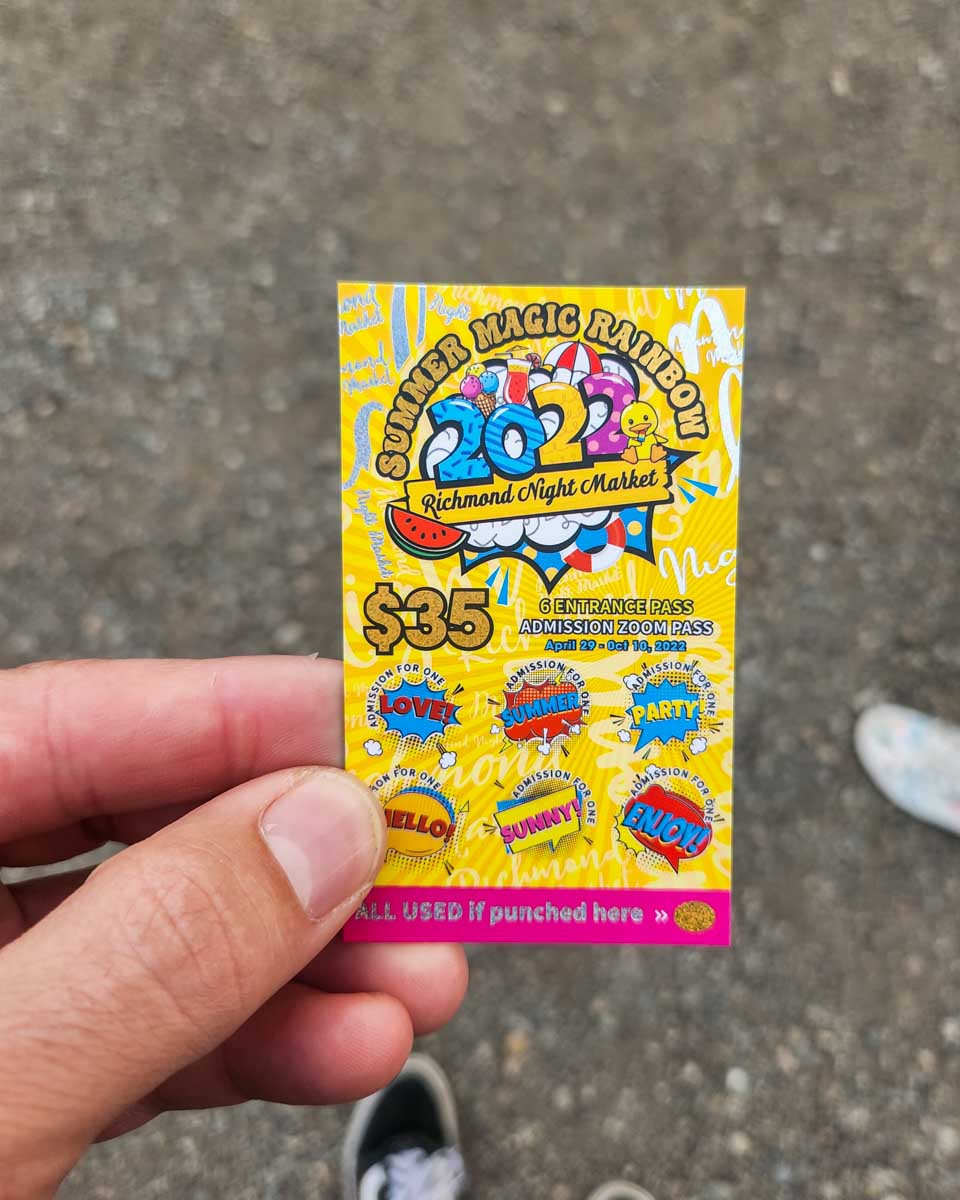 SUMMER MAGIC RAINBOW
2022
Richmond Night Market
$35
6 ENTRANCE PASS
ADMISSION ZOOM PASS
April 29 - Oct 10, 2022
ADMISSION FOR ONE
LOVE!
ADMISSION FOR ONE
SUMMER
ADMISSION FOR ONE
PARTY
ON FOR ONE
HELLO!
ADMISSION FOR ONE
SUNNY!
ADMISSION FOR ONE
ENJOY!
ALL USED if punched here »